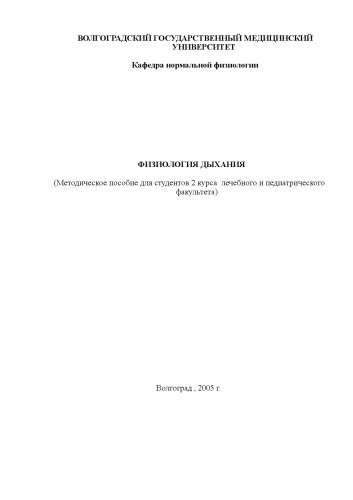 ВОЛГОГРАДСКИЙ ГОСУДАРСТВЕННЫЙ МЕДИЦИНСКИЙ
УНИВЕРСИТЕТ
Кафедра нормальной физиологии
ФИЗИОЛОГИЯ ДЫХАНИЯ
(Методическое пособие для студентов 2 курса лечебного и педиатрического
факультета)
Волгоград , 2005 г.